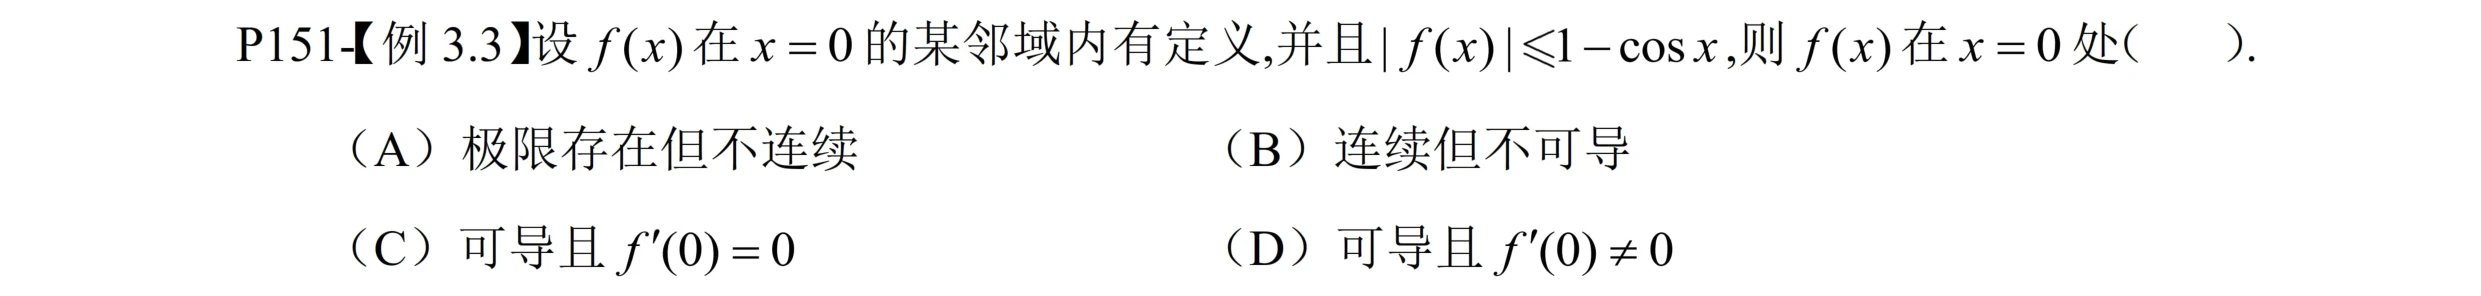 P151-【例 3.3】设 f(x) 在 x = 0 的某邻域内有定义,并且| f(x) |⩽1－cos x ,则 f(x) 在 x = 0 处(　　).
（A）极限存在但不连续　　（B）连续但不可导
（C）可导且 f′(0) = 0　　（D）可导且 f′(0) ≠ 0